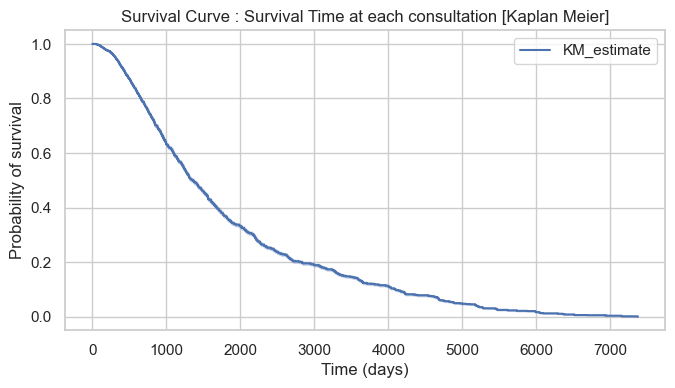 Survival Curve : Survival Time at each consultation [Kaplan Meier]
KM_estimate
Probability of survival
1.0
0.8
0.6
0.4
0.2
0.0
0 1000 2000 3000 4000 5000 6000 7000
Time (days)